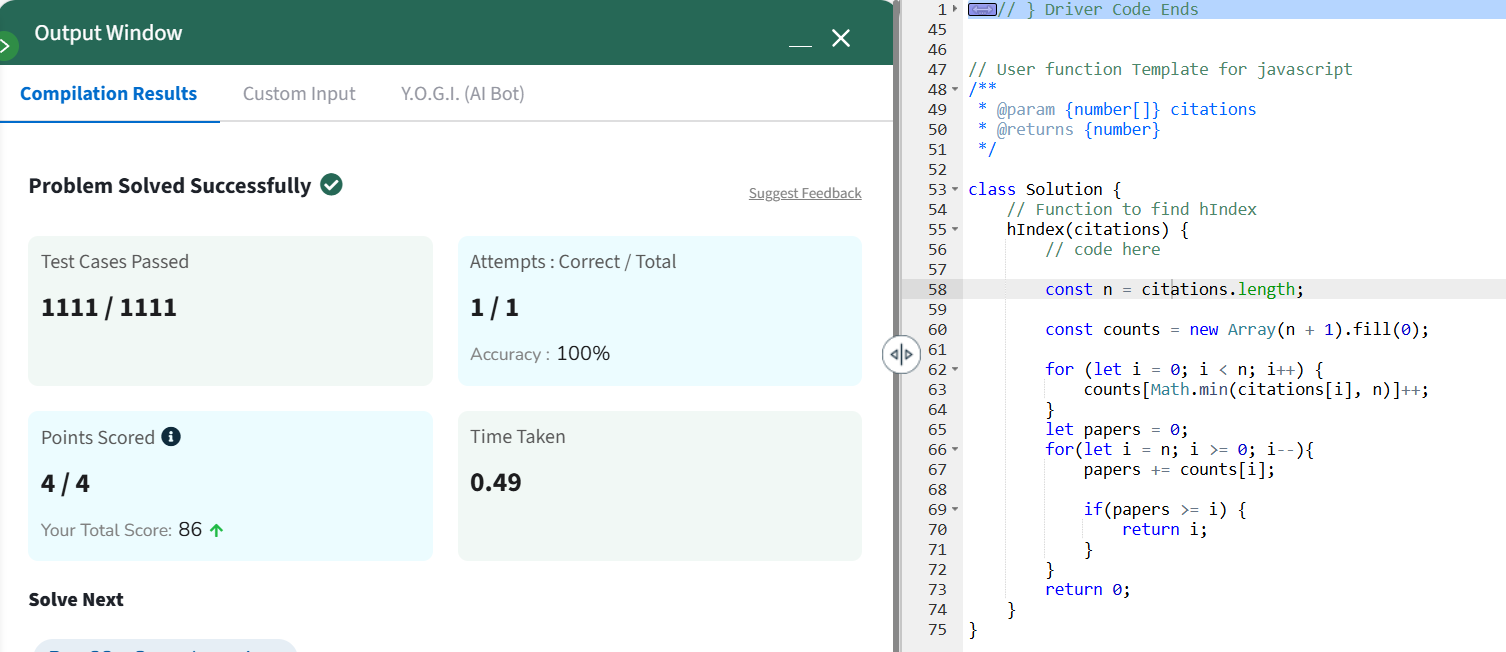 Output Window
Compilation Results
Custom Input
Y.O.G.I. (AI Bot)
Problem Solved Successfully
Suggest Feedback
Test Cases Passed
1111 / 1111
Attempts : Correct / Total
1 / 1
Accuracy : 100%
Points Scored
4 / 4
Your Total Score: 86
Time Taken
0.49
Solve Next
1 // } Driver Code Ends
45
46
47 // User function Template for javascript
48 /**
49 * @param {number[]} citations
50 * @returns {number}
51 */
52
53 class Solution {
54 // Function to find hIndex
55 hIndex(citations) {
56 // code here
57
58 const n = citations.length;
59
60 const counts = new Array(n + 1).fill(0);
61
62 for (let i = 0; i < n; i++) {
63 counts[Math.min(citations[i], n)]++;
64 }
65 let papers = 0;
66 for(let i = n; i >= 0; i--){
67 papers += counts[i];
68
69 if(papers >= i) {
70 return i;
71 }
72 }
73 return 0;
74 }
75 }